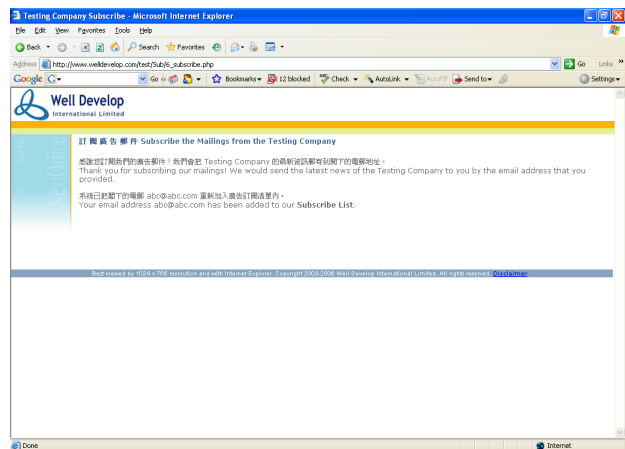 Testing Company Subscribe - Microsoft Internet Explorer
File Edit View Favorites Tools Help
Back Search Favorites
Address http://www.welldevelop.com/test/Sub/6_subscribe.php Go Links »
Google G Go Bookmarks 12 blocked Check AutoLink AutoFill Send to Settings
Well Develop
International Limited
NextOffice
訂 閱 廣 告 郵 件 Subscribe the Mailings from the Testing Company
感謝您訂閱我們的廣告郵件！我們會把 Testing Company 的最新資訊郵寄到閣下的電郵地址。
Thank you for subscribing our mailings! We would send the latest news of the Testing Company to you by the email address that you
provided.
系統已把閣下的電郵 abc@abc.com 重新加入廣告訂閱清單內。
Your email address abc@abc.com has been added to our Subscribe List.
Best viewed by 1024 x 768 resolution and with Internet Explorer. Copyright 2003-2006 Well Develop International Limited. All rights reserved. Disclaimer
Done Internet